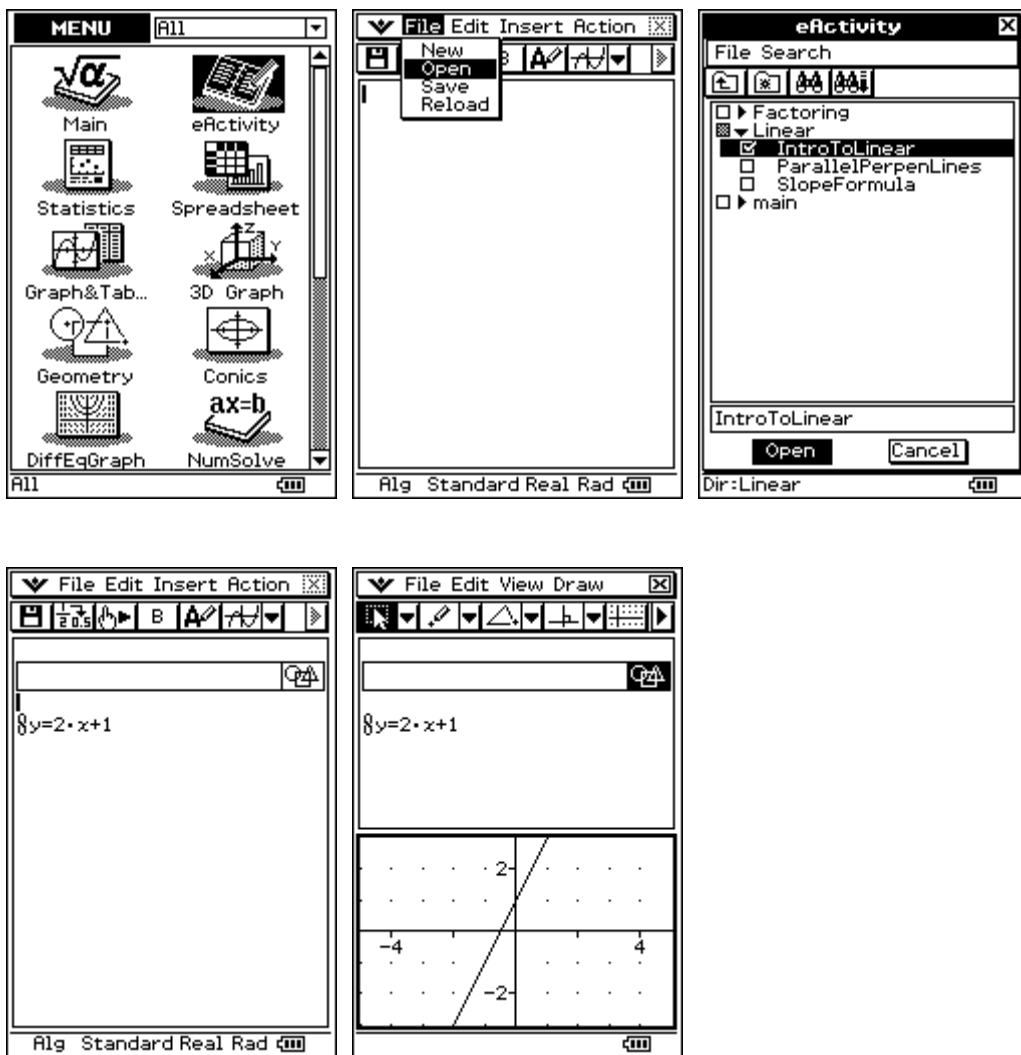 MENU All
√α
Main eActivity
Statistics Spreadsheet
z
x Y
Graph&Tab... 3D Graph
r
Geometry Conics
ax=b
DiffEqGraph NumSolve
All
File Edit Insert Action
New
B
Open
Save
Reload
Alg Standard Real Rad
eActivity
File Search
Factoring
Linear
IntroToLinear
ParallelPerpenLines
SlopeFormula
main
IntroToLinear
Open Cancel
Dir:Linear
File Edit Insert Action
B
y=2·x+1
Alg Standard Real Rad
File Edit View Draw
y=2·x+1
2
-4 4
-2